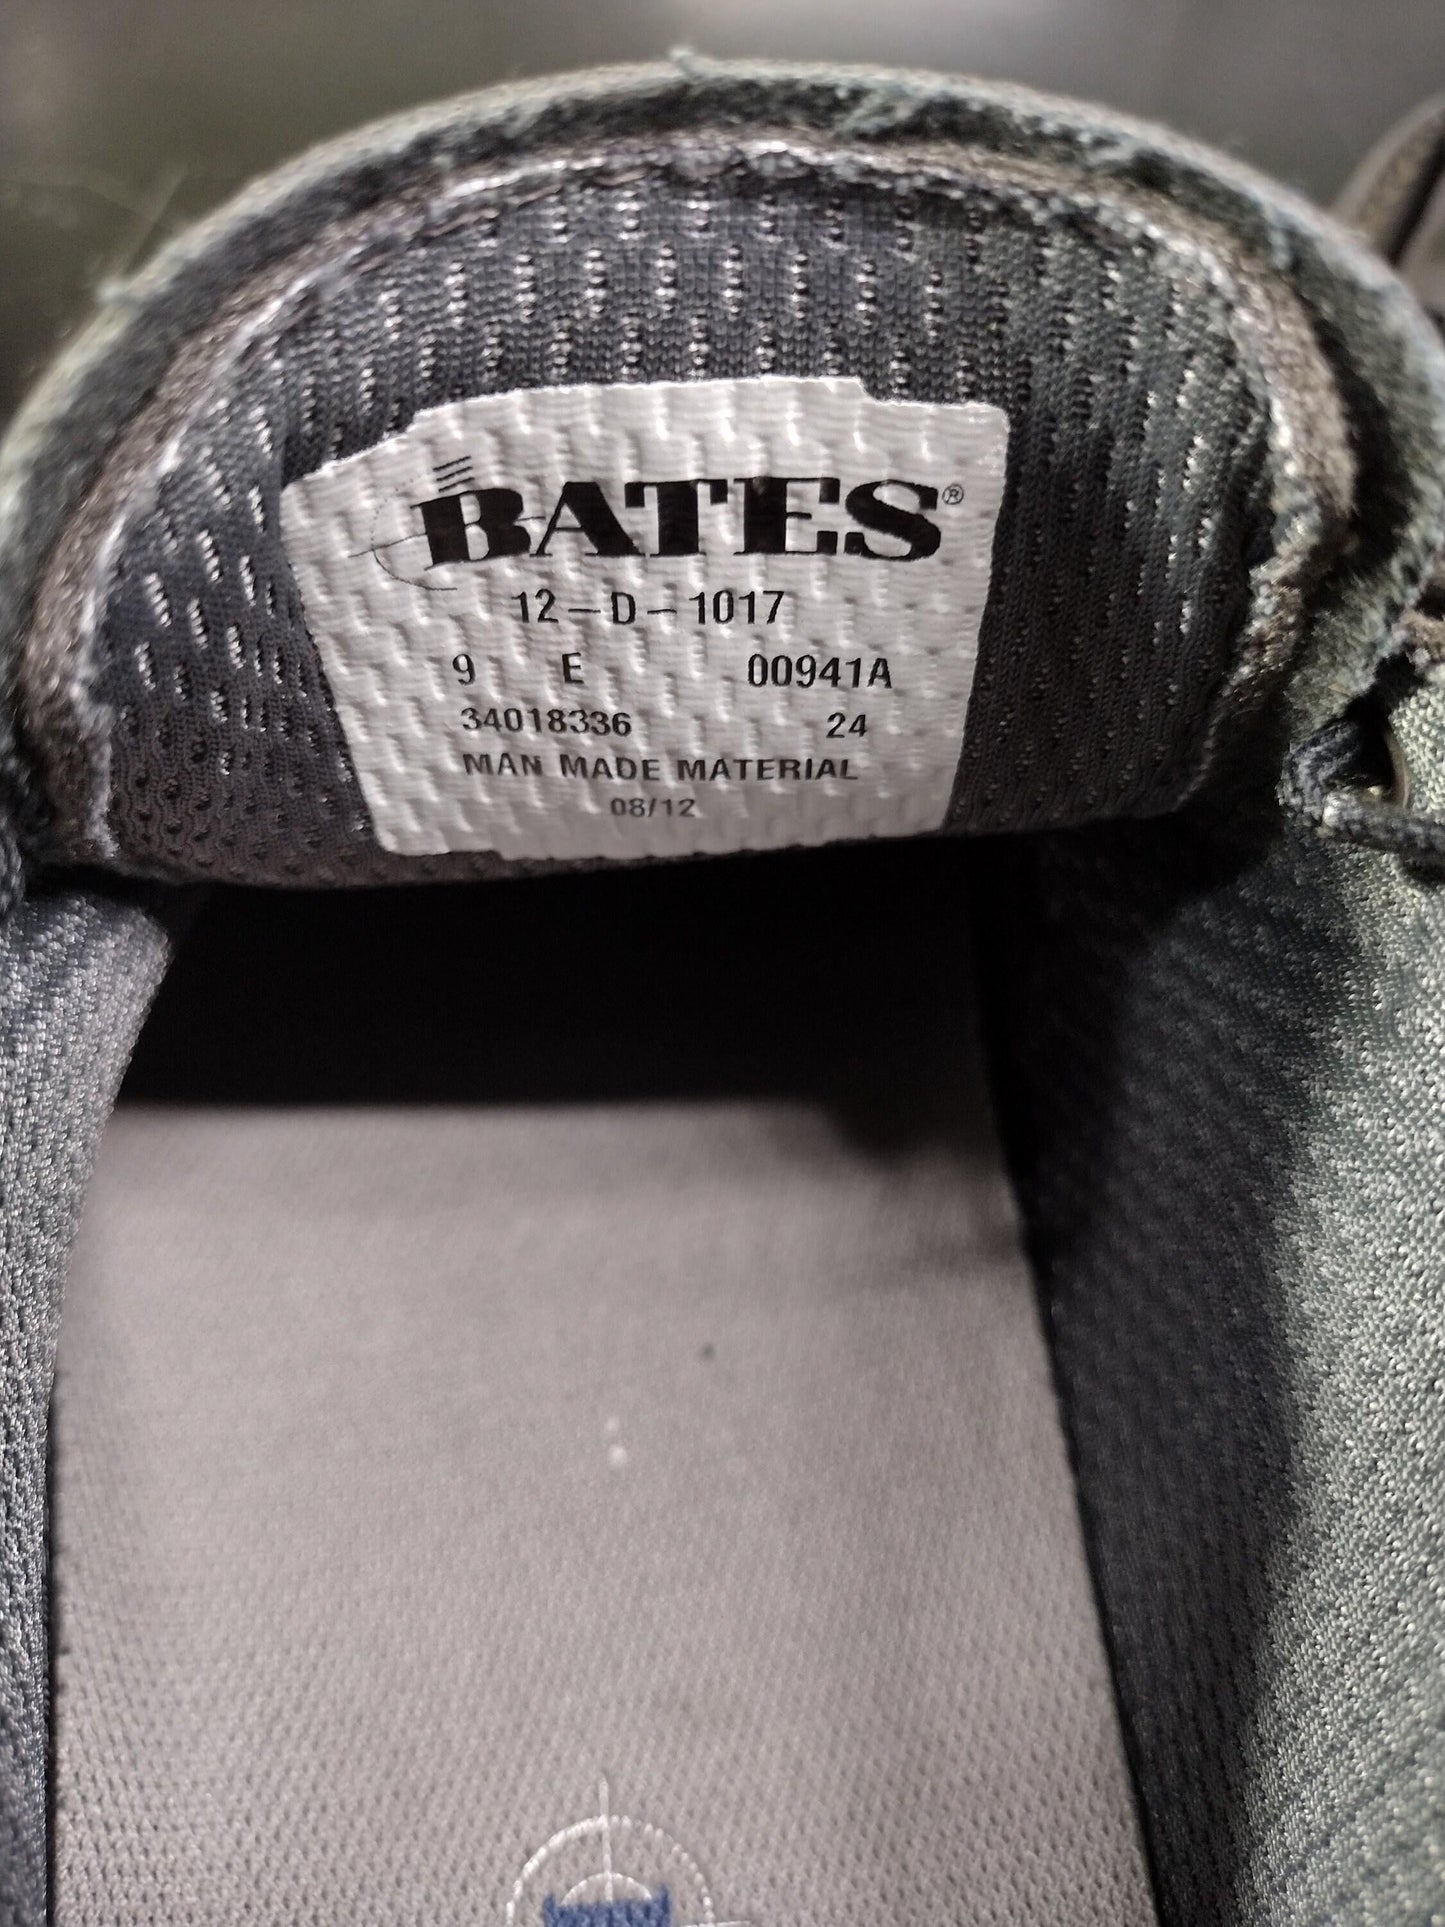 BATES®
12-D-1017
9 E 00941A
34018336 24
MAN MADE MATERIAL
08/12